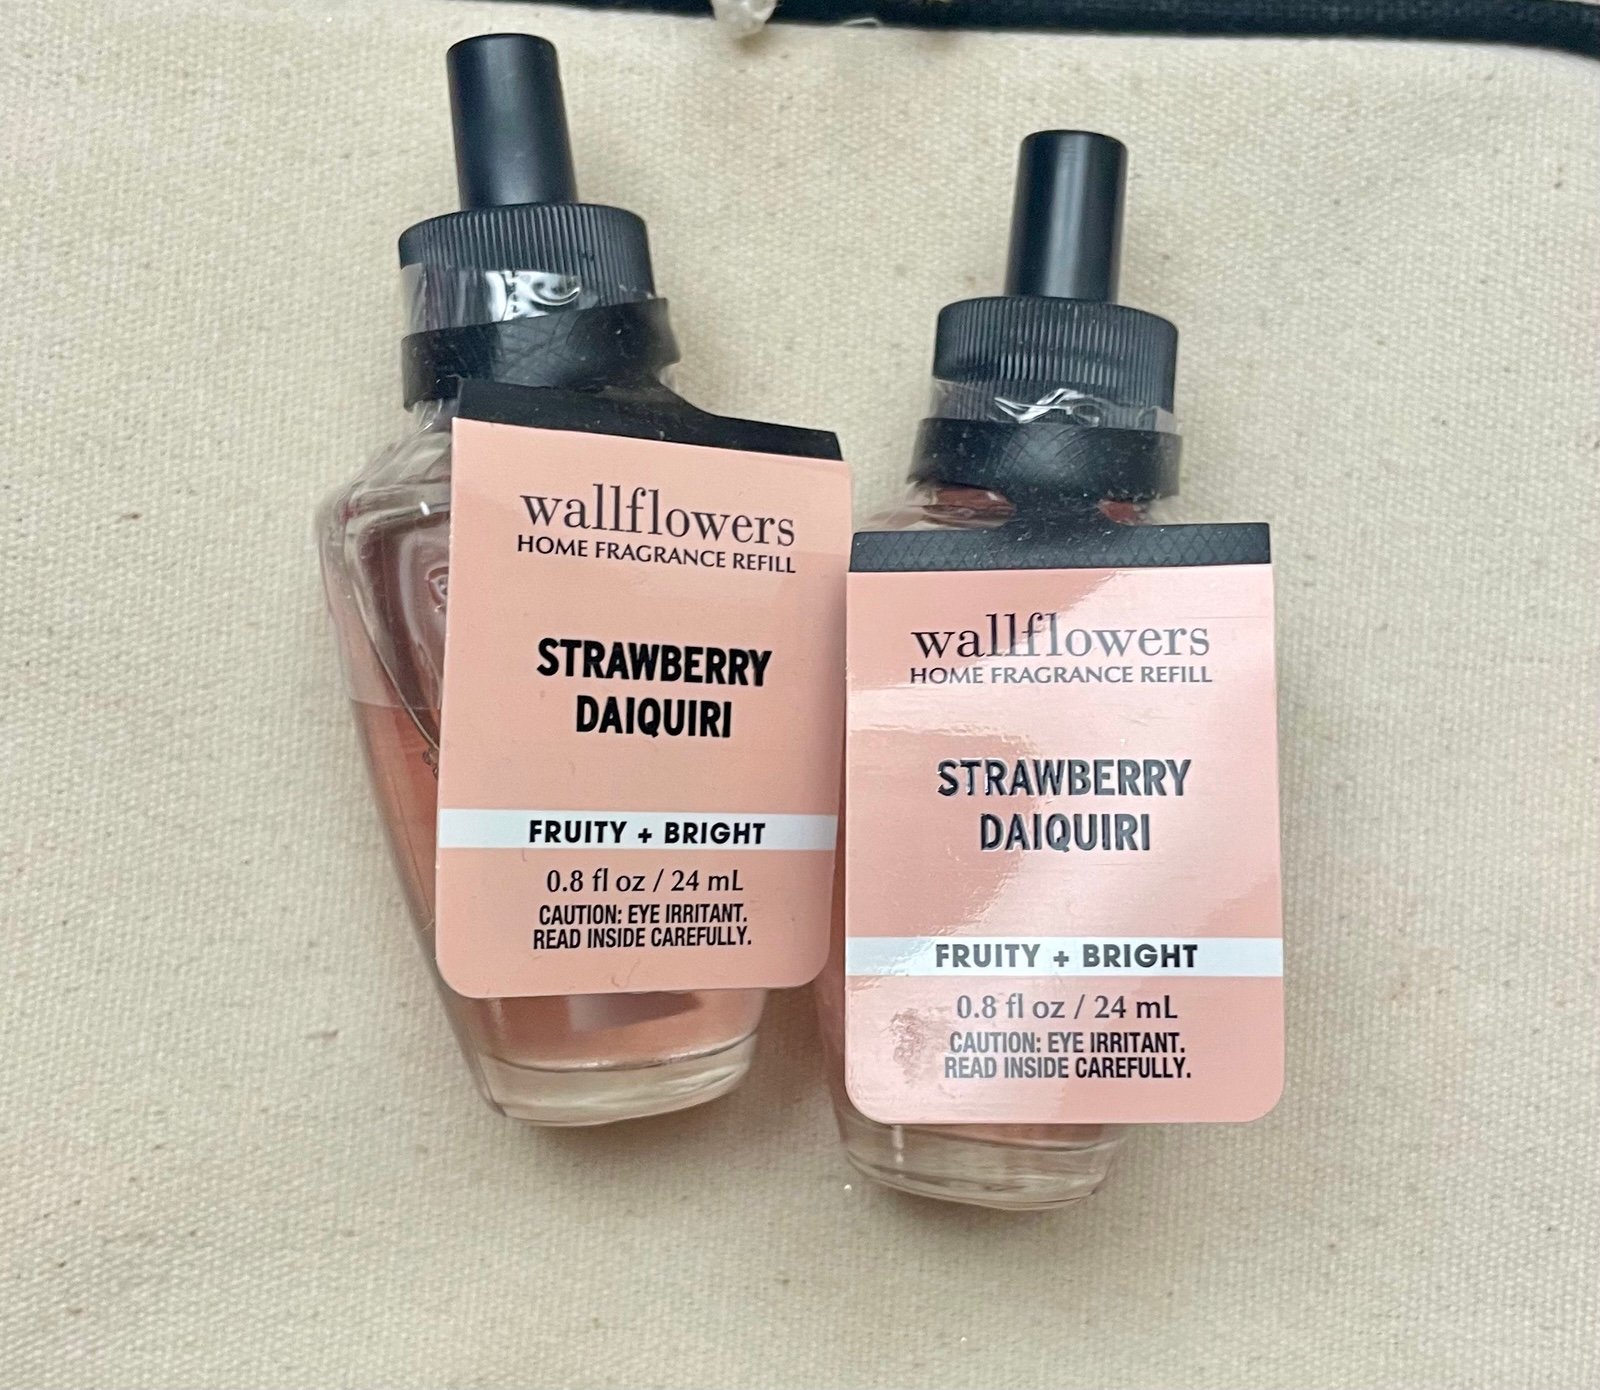 wallflowers
HOME FRAGRANCE REFILL
STRAWBERRY
DAIQUIRI
FRUITY + BRIGHT
0.8 fl oz / 24 mL
CAUTION: EYE IRRITANT.
READ INSIDE CAREFULLY.
wallflowers
HOME FRAGRANCE REFILL
STRAWBERRY
DAIQUIRI
FRUITY + BRIGHT
0.8 fl oz / 24 mL
CAUTION: EYE IRRITANT.
READ INSIDE CAREFULLY.